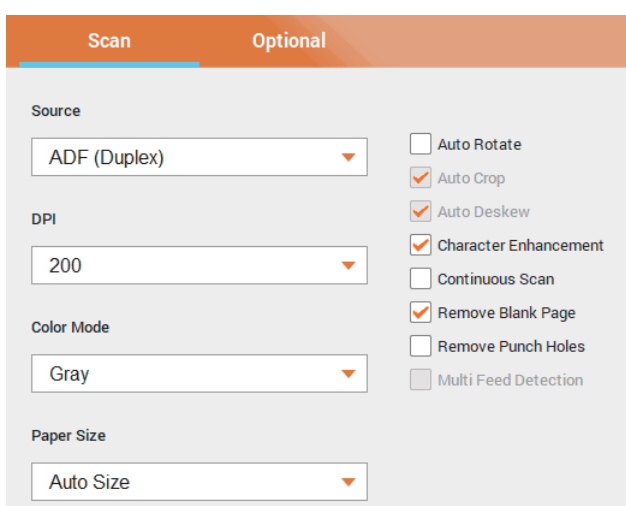 Scan
Optional
Source
ADF (Duplex)
DPI
200
Color Mode
Gray
Paper Size
Auto Size
Auto Rotate
Auto Crop
Auto Deskew
Character Enhancement
Continuous Scan
Remove Blank Page
Remove Punch Holes
Multi Feed Detection